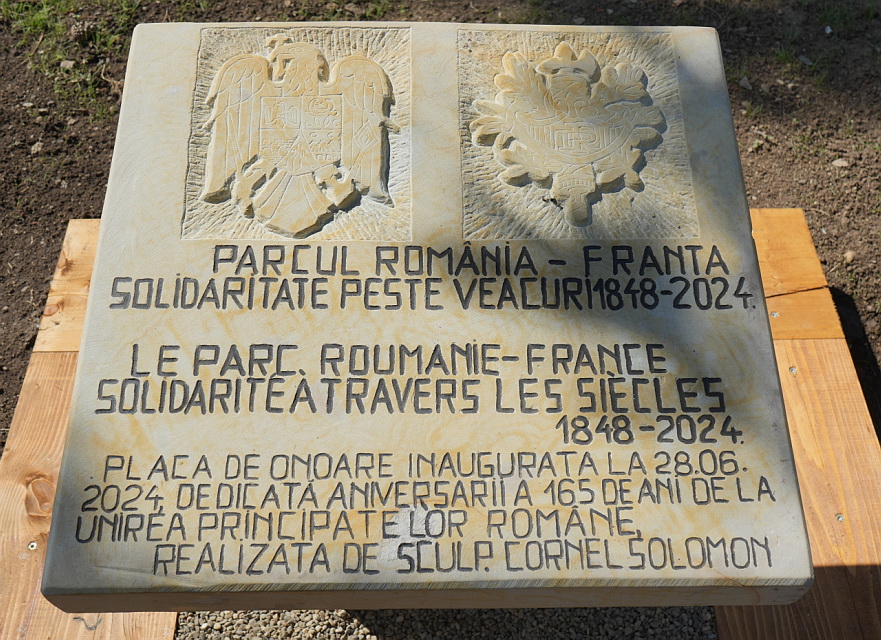 PARCUL ROMÂNIA - FRANTA
SOLIDARITATE PESTE VEACURI 1848-2024.
LE PARC. ROUMANIE-FRANCE
SOLIDARITÉ A TRAVERS LES SIÈCLES
1848-2024.
PLACA DE ONOARE INAUGURATA LA 28.06.
2024, DEDICATĂ ANIVERSARII A 165 DE ANI DE LA
UNIREA PRINCIPATELOR ROMÂNE,
REALIZATA DE SCULP. CORNEL SOLOMON